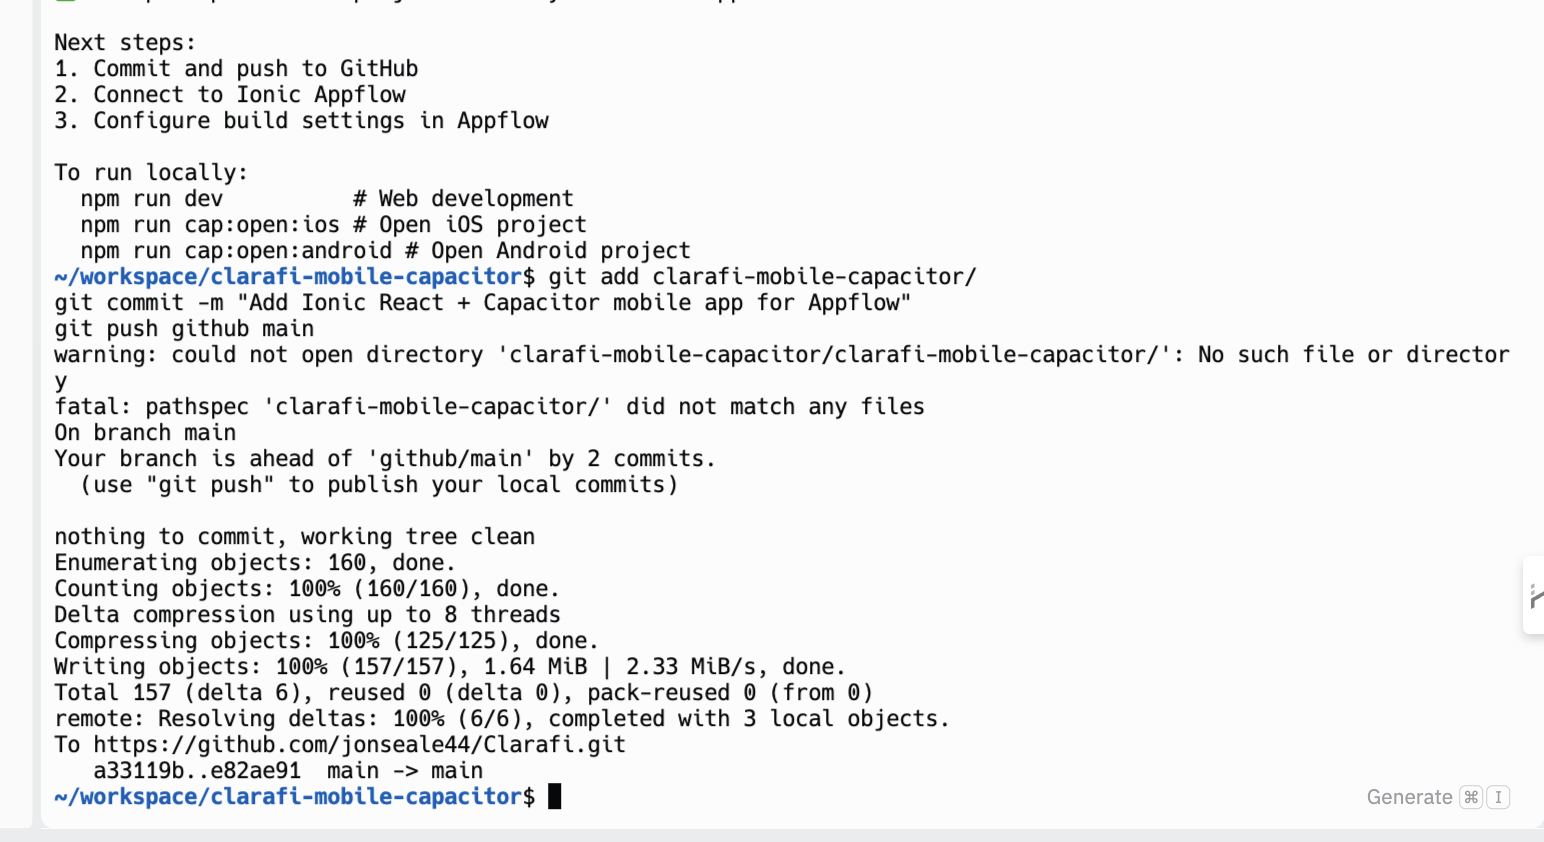 Next steps:
1. Commit and push to GitHub
2. Connect to Ionic Appflow
3. Configure build settings in Appflow
To run locally:
  npm run dev          # Web development
  npm run cap:open:ios # Open iOS project
  npm run cap:open:android # Open Android project
~/workspace/clarafi-mobile-capacitor$ git add clarafi-mobile-capacitor/
git commit -m "Add Ionic React + Capacitor mobile app for Appflow"
git push github main
warning: could not open directory 'clarafi-mobile-capacitor/clarafi-mobile-capacitor/': No such file or director
y
fatal: pathspec 'clarafi-mobile-capacitor/' did not match any files
On branch main
Your branch is ahead of 'github/main' by 2 commits.
  (use "git push" to publish your local commits)
nothing to commit, working tree clean
Enumerating objects: 160, done.
Counting objects: 100% (160/160), done.
Delta compression using up to 8 threads
Compressing objects: 100% (125/125), done.
Writing objects: 100% (157/157), 1.64 MiB | 2.33 MiB/s, done.
Total 157 (delta 6), reused 0 (delta 0), pack-reused 0 (from 0)
remote: Resolving deltas: 100% (6/6), completed with 3 local objects.
To https://github.com/jonseale44/Clarafi.git
   a33119b..e82ae91  main -> main
~/workspace/clarafi-mobile-capacitor$
Generate ⌘ I